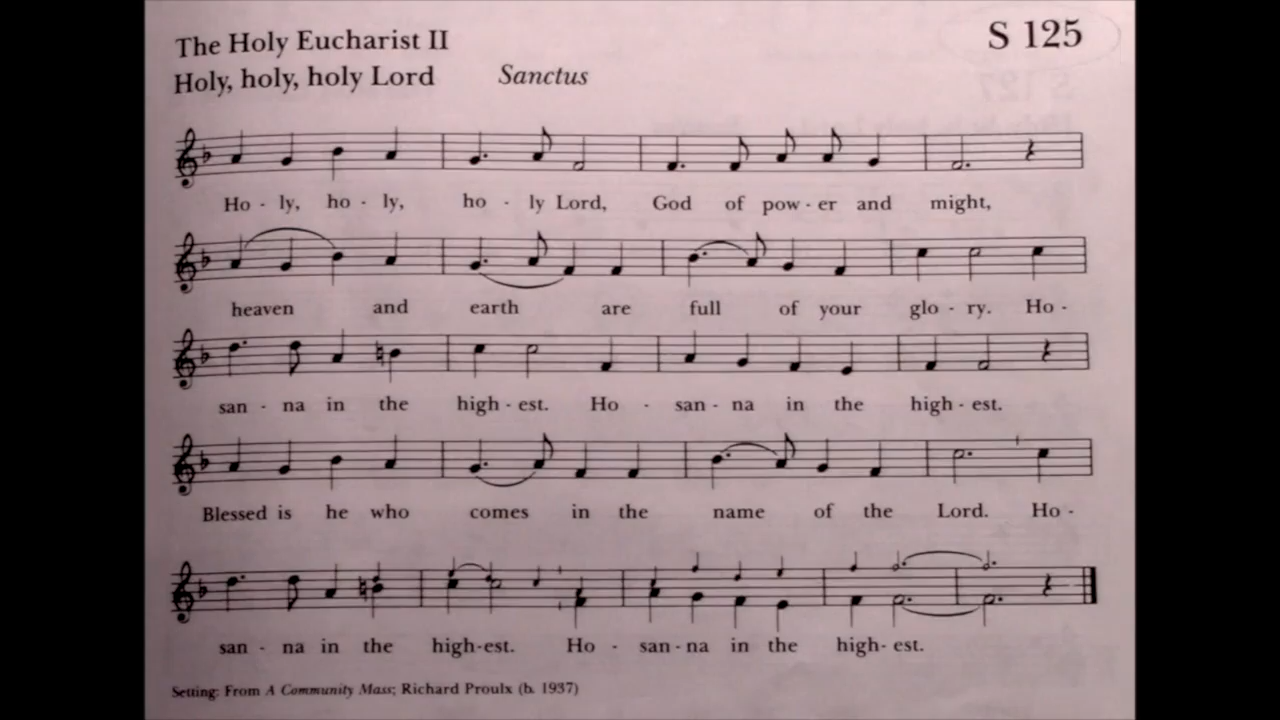 The Holy Eucharist II
S 125
Holy, holy, holy Lord Sanctus
Ho - ly, ho - ly, ho - ly Lord, God of pow - er and might,
heaven and earth are full of your glo - ry. Ho -
san - na in the high - est. Ho - san - na in the high - est.
Blessed is he who comes in the name of the Lord. Ho -
san - na in the high - est. Ho - san - na in the high - est.
Setting: From A Community Mass; Richard Proulx (b. 1937)